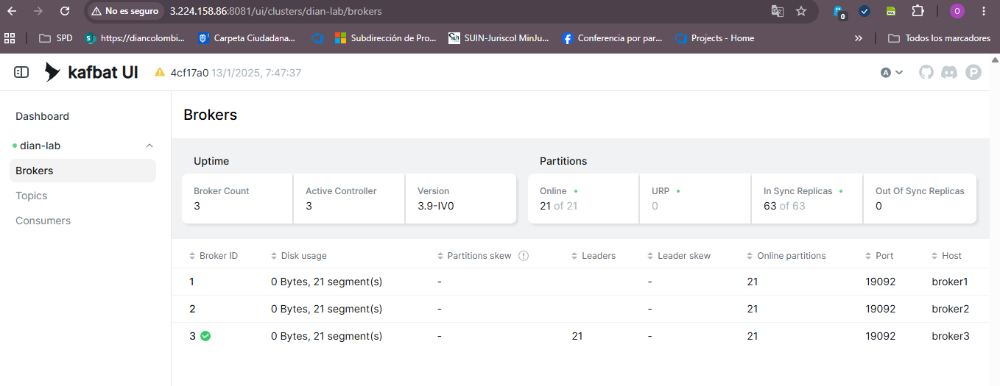 No es seguro 3.224.158.86:8081/ui/clusters/dian-lab/brokers
0
O
SPD https://diancolombi... Carpeta Ciudadana... Subdirección de Pro... SUIN-Juriscol MinJu... Conferencia por par... Projects - Home » Todos los marcadores
kafbat UI 4cf17a0 13/1/2025, 7:47:37
A
P
Dashboard
dian-lab
Brokers
Topics
Consumers
Brokers
Uptime Partitions
Broker Count Active Controller Version Online URP In Sync Replicas Out Of Sync Replicas
3 3 3.9-IV0 21 of 21 0 63 of 63 0
Broker ID Disk usage Partitions skew Leaders Leader skew Online partitions Port Host
1 0 Bytes, 21 segment(s) - - 21 19092 broker1
2 0 Bytes, 21 segment(s) - - 21 19092 broker2
3 0 Bytes, 21 segment(s) - 21 - 21 19092 broker3